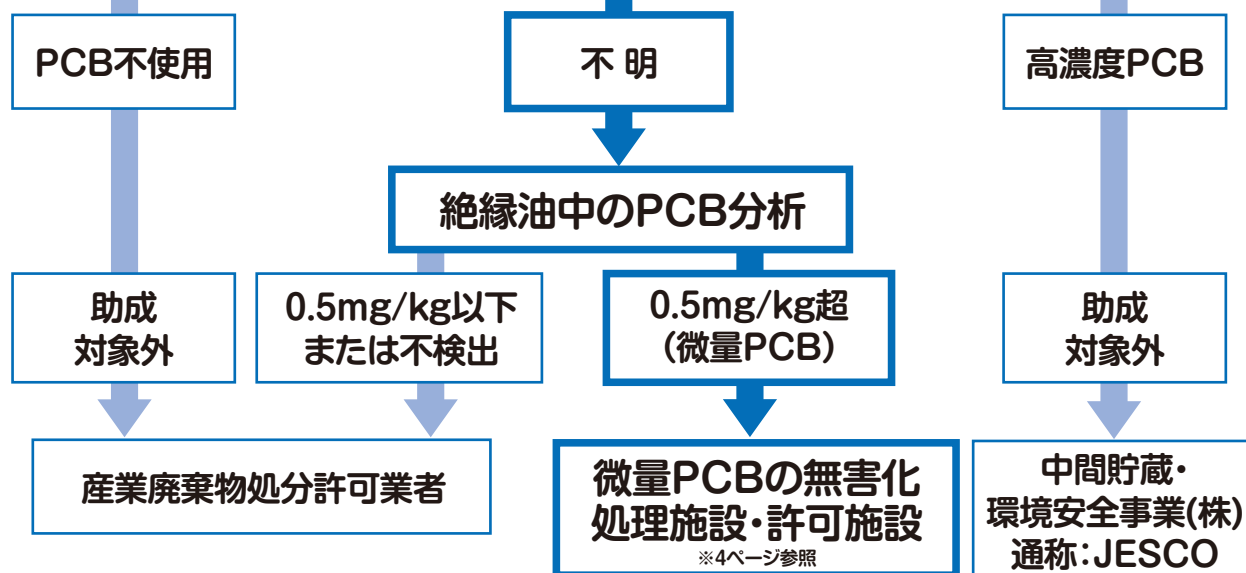 PCB不使用
不明
高濃度PCB
絶縁油中のPCB分析
助成
対象外
0.5mg/kg以下
または不検出
0.5mg/kg超
（微量PCB）
助成
対象外
産業廃棄物処分許可業者
微量PCBの無害化
処理施設・許可施設
※4ページ参照
中間貯蔵・
環境安全事業(株)
通称：JESCO